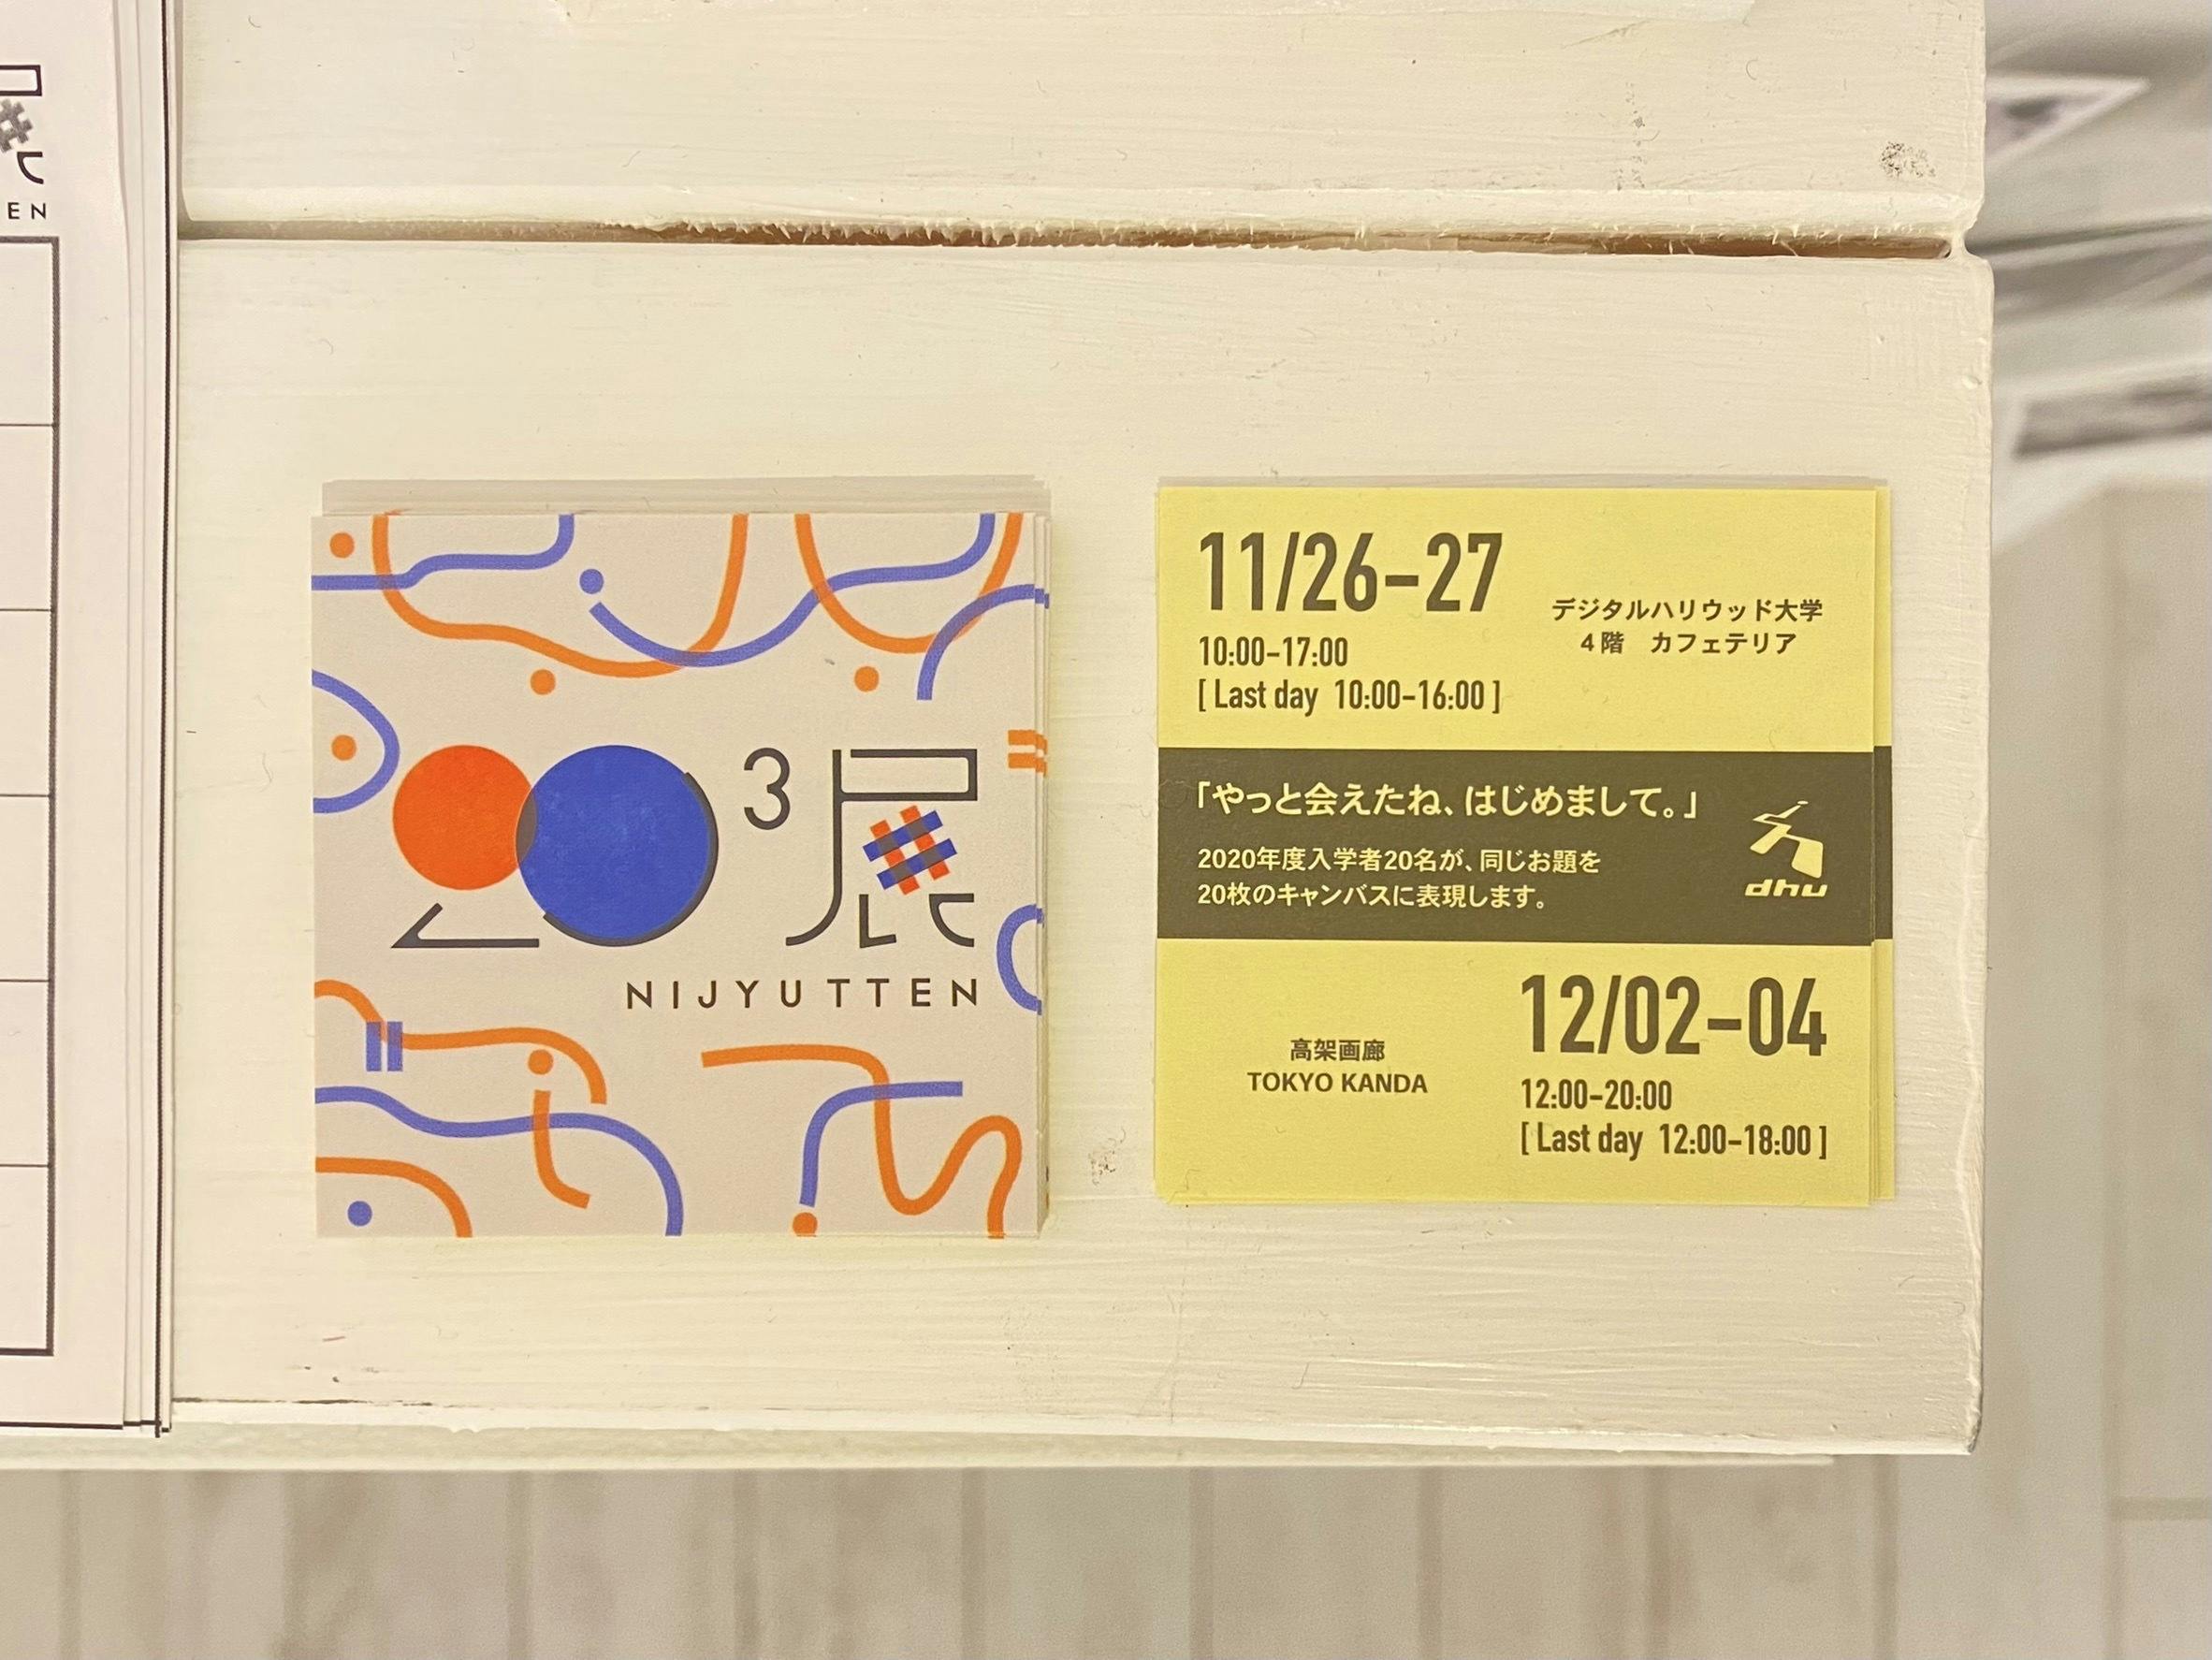 EN
20³展
NIJYUTTEN
11/26-27
10:00-17:00
[ Last day 10:00-16:00 ]
デジタルハリウッド大学
4階 カフェテリア
「やっと会えたね、はじめまして。」
2020年度入学者20名が、同じお題を
20枚のキャンバスに表現します。
dhu
高架画廊
TOKYO KANDA
12/02-04
12:00-20:00
[ Last day 12:00-18:00 ]